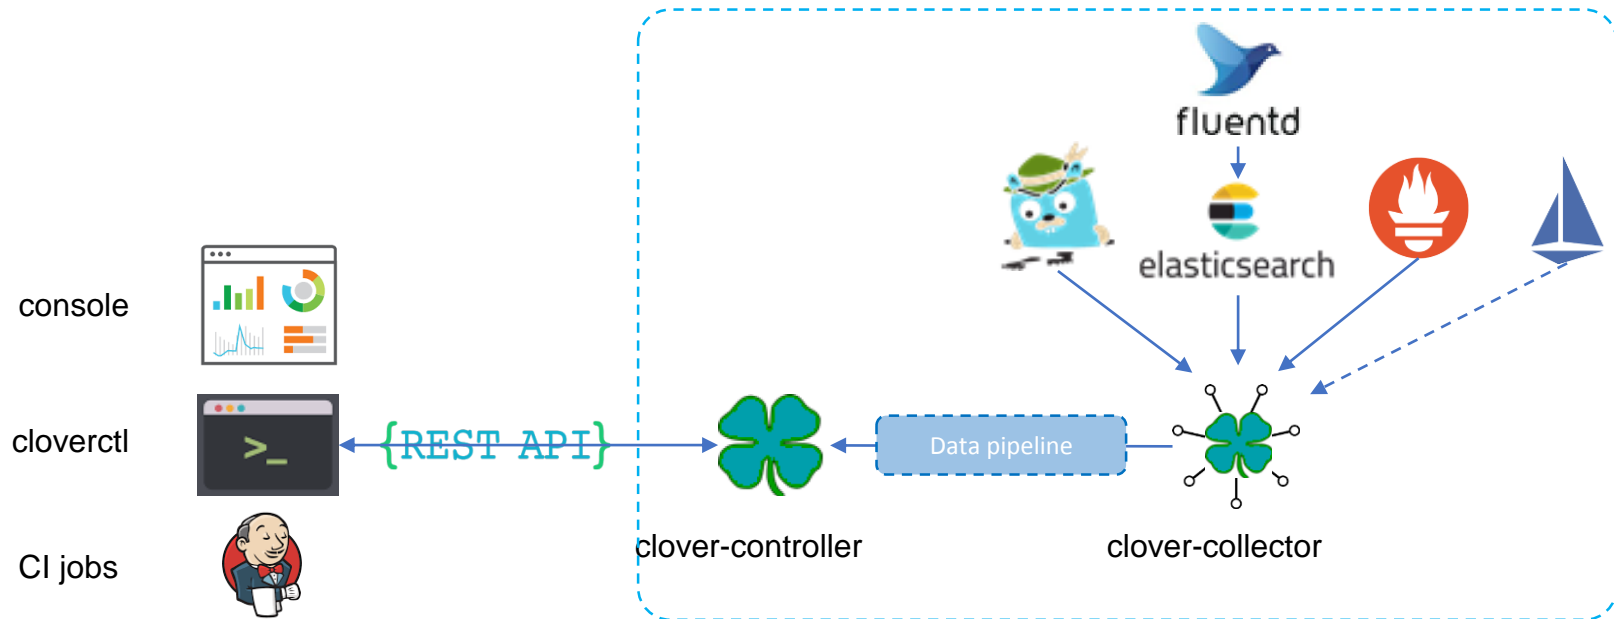 fluentd
elasticsearch
console
cloverctl
>_
{REST API}
Data pipeline
clover-controller
clover-collector
CI jobs